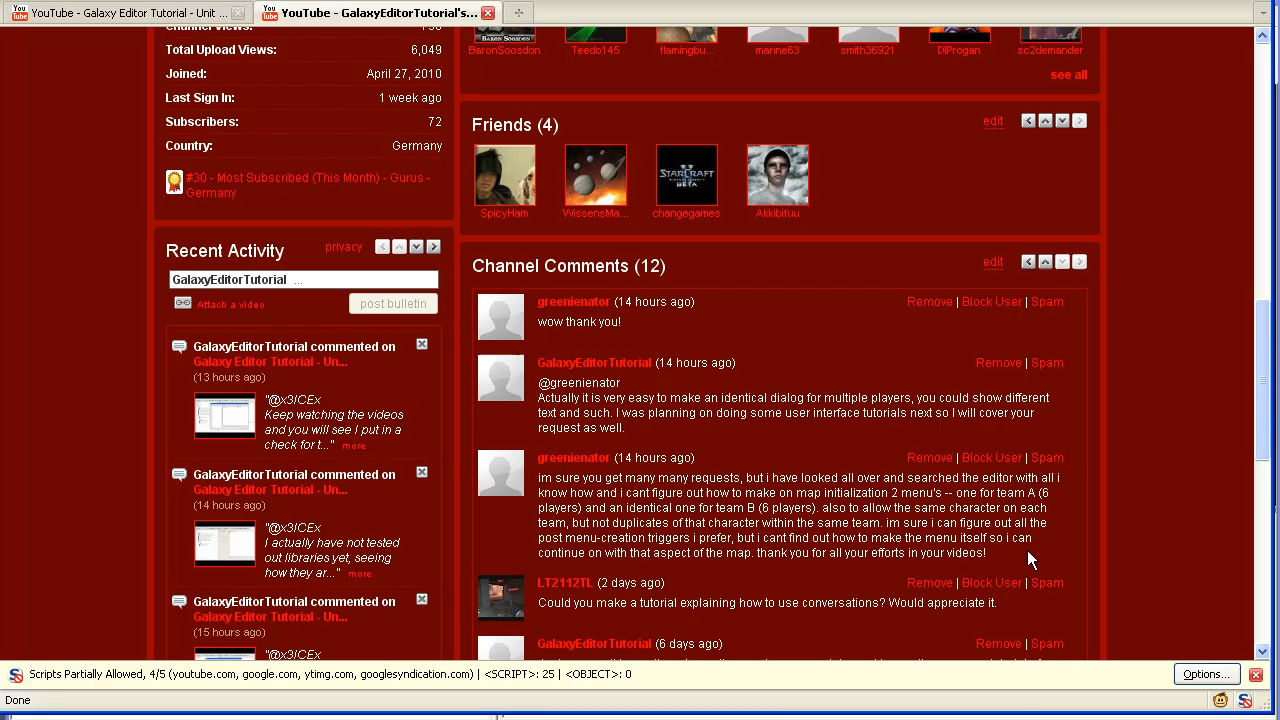 YouTube - Galaxy Editor Tutorial - Unit ...
YouTube - GalaxyEditorTutorial's...
Total Upload Views: 6,049
Joined: April 27, 2010
Last Sign In: 1 week ago
Subscribers: 72
Country: Germany
#30 - Most Subscribed (This Month) - Gurus -
Germany
Recent Activity privacy
GalaxyEditorTutorial ...
Attach a video post bulletin
GalaxyEditorTutorial commented on
Galaxy Editor Tutorial - Un...
(13 hours ago)
"@x3ICEx
Keep watching the videos
and you will see I put in a
check for t..." more
GalaxyEditorTutorial commented on
Galaxy Editor Tutorial - Un...
(14 hours ago)
"@x3ICEx
I actually have not tested
out libraries yet, seeing
how they ar..." more
GalaxyEditorTutorial commented on
Galaxy Editor Tutorial - Un...
(15 hours ago)
"@x3ICEx
BaronSoosdon Teedo145 flamingbu... marine63 smith36921 DIProgan sc2demander
see all
Friends (4) edit
STARCRAFT
BETA
SpicyHam WissensMa... changegames Akkibifuu
Channel Comments (12) edit
greenienator (14 hours ago) Remove | Block User | Spam
wow thank you!
GalaxyEditorTutorial (14 hours ago) Remove | Spam
@greenienator
Actually it is very easy to make an identical dialog for multiple players, you could show different
text and such. I was planning on doing some user interface tutorials next so I will cover your
request as well.
greenienator (14 hours ago) Remove | Block User | Spam
im sure you get many many requests, but i have looked all over and searched the editor with all i
know how and i cant figure out how to make on map initialization 2 menu's -- one for team A (6
players) and an identical one for team B (6 players). also to allow the same character on each
team, but not duplicates of that character within the same team. im sure i can figure out all the
post menu-creation triggers i prefer, but i cant find out how to make the menu itself so i can
continue on with that aspect of the map. thank you for all your efforts in your videos!
LT2112TL (2 days ago) Remove | Block User | Spam
Could you make a tutorial explaining how to use conversations? Would appreciate it.
GalaxyEditorTutorial (6 days ago) Remove | Spam
Scripts Partially Allowed, 4/5 (youtube.com, google.com, ytimg.com, googlesyndication.com) | <SCRIPT>: 25 | <OBJECT>: 0
Options...
Done